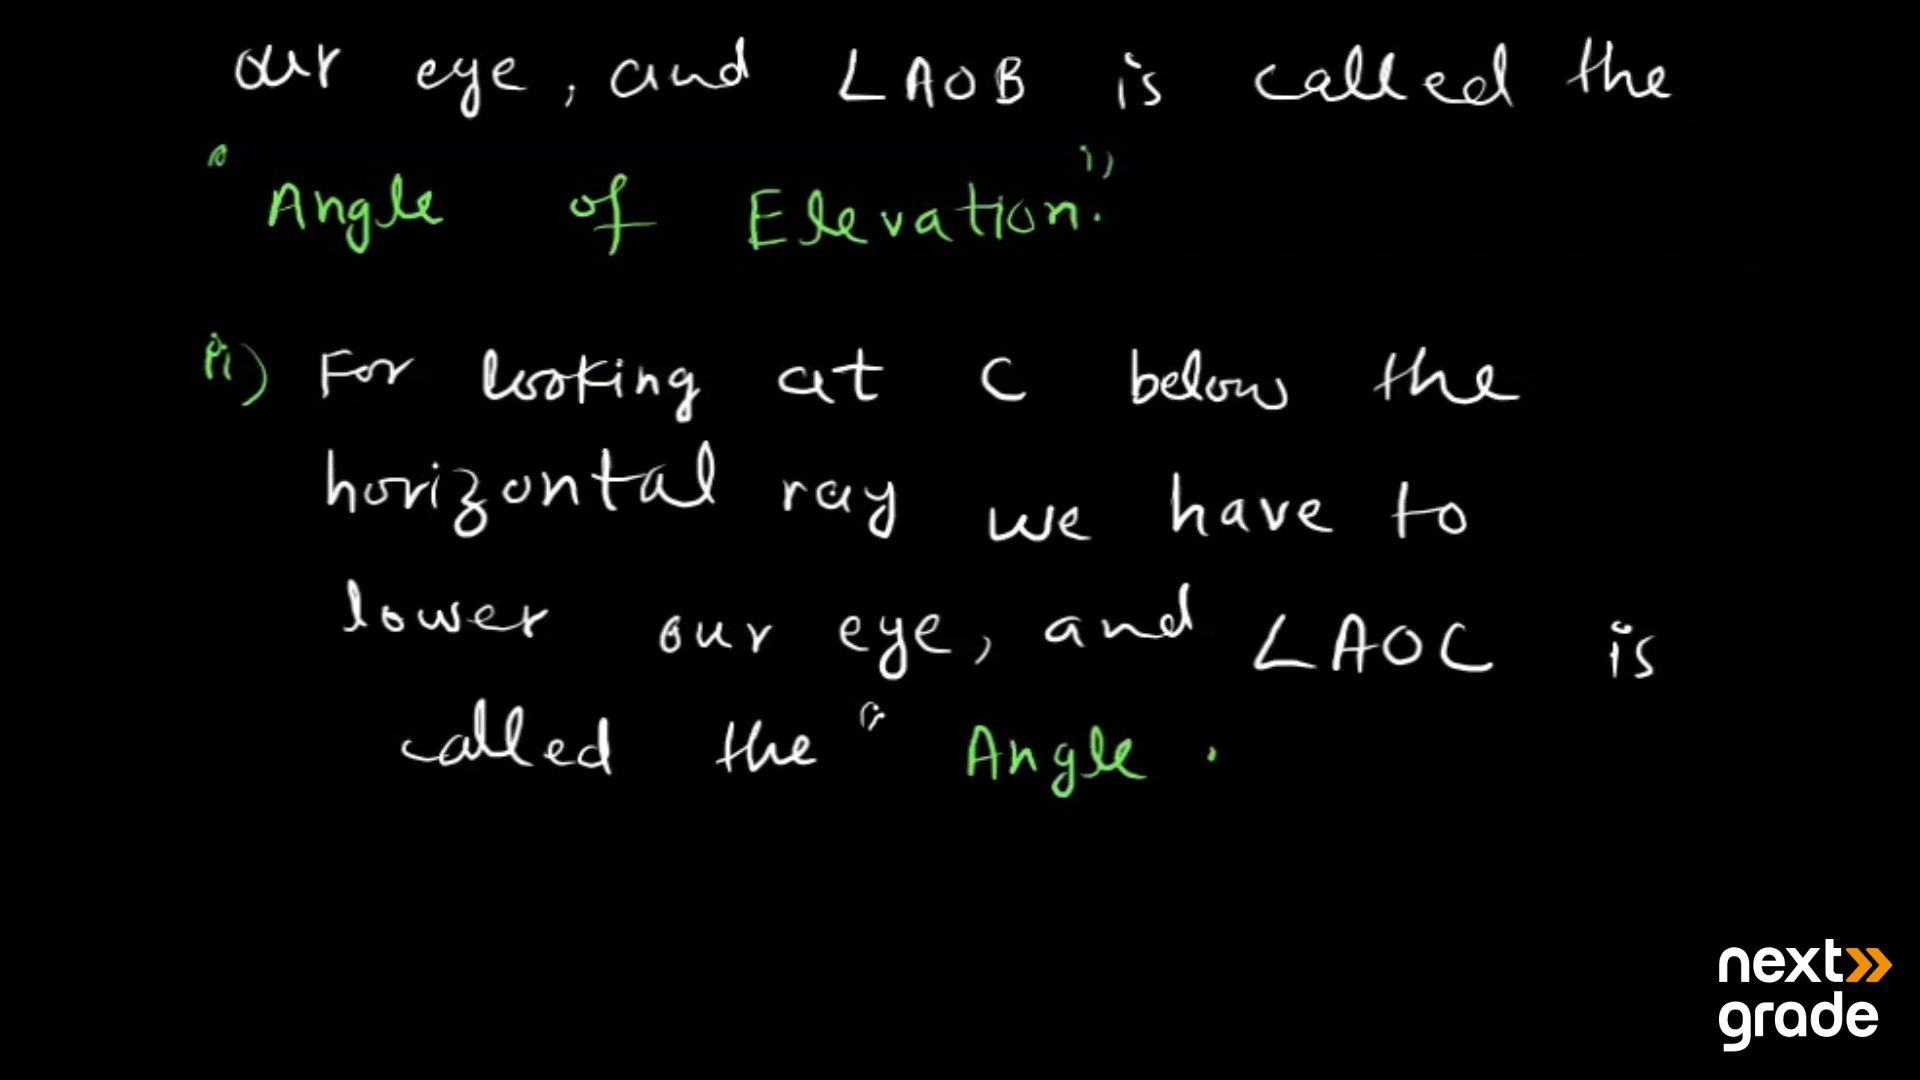 our eye, and ∠AOB is called the
"Angle of Elevation."
ii) For looking at C below the
horizontal ray we have to
lower our eye, and ∠AOC is
called the " Angle .
next
grade